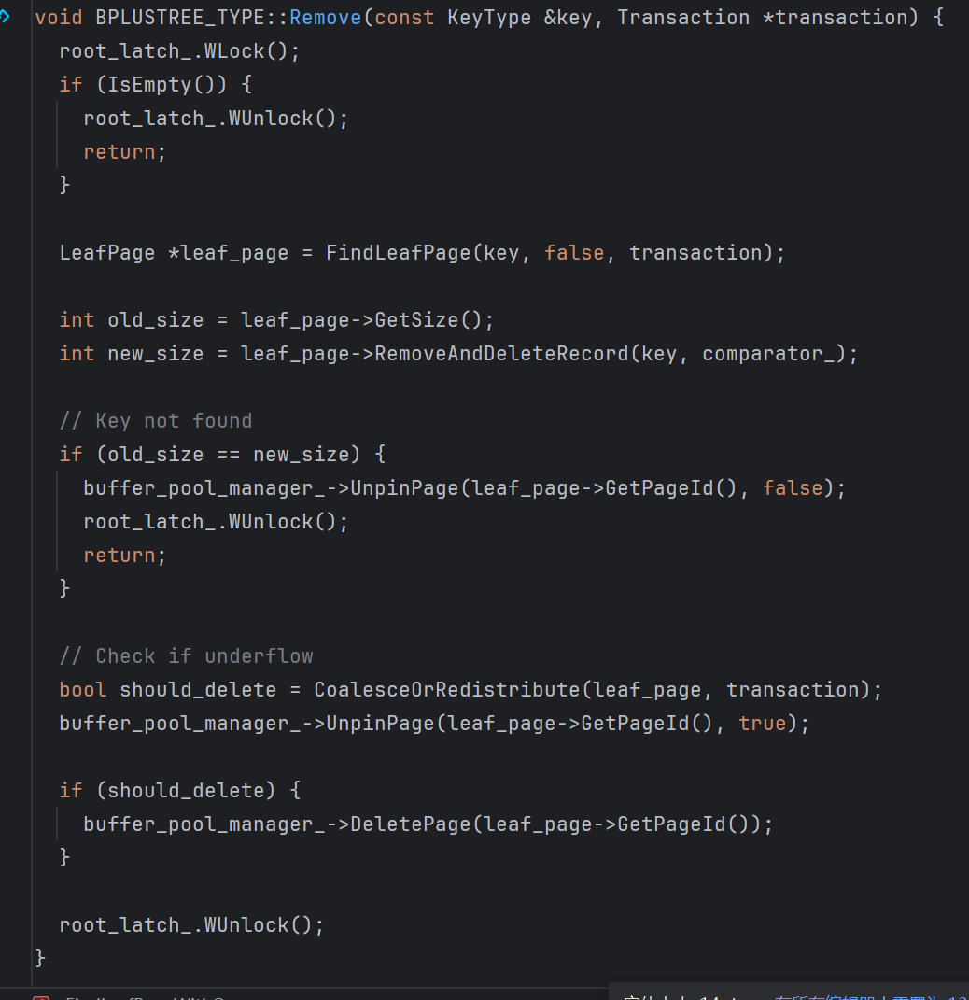 void BPLUSTREE_TYPE::Remove(const KeyType &key, Transaction *transaction) {
  root_latch_.WLock();
  if (IsEmpty()) {
    root_latch_.WUnlock();
    return;
  }

  LeafPage *leaf_page = FindLeafPage(key, false, transaction);

  int old_size = leaf_page->GetSize();
  int new_size = leaf_page->RemoveAndDeleteRecord(key, comparator_);

  // Key not found
  if (old_size == new_size) {
    buffer_pool_manager_->UnpinPage(leaf_page->GetPageId(), false);
    root_latch_.WUnlock();
    return;
  }

  // Check if underflow
  bool should_delete = CoalesceOrRedistribute(leaf_page, transaction);
  buffer_pool_manager_->UnpinPage(leaf_page->GetPageId(), true);

  if (should_delete) {
    buffer_pool_manager_->DeletePage(leaf_page->GetPageId());
  }

  root_latch_.WUnlock();
}